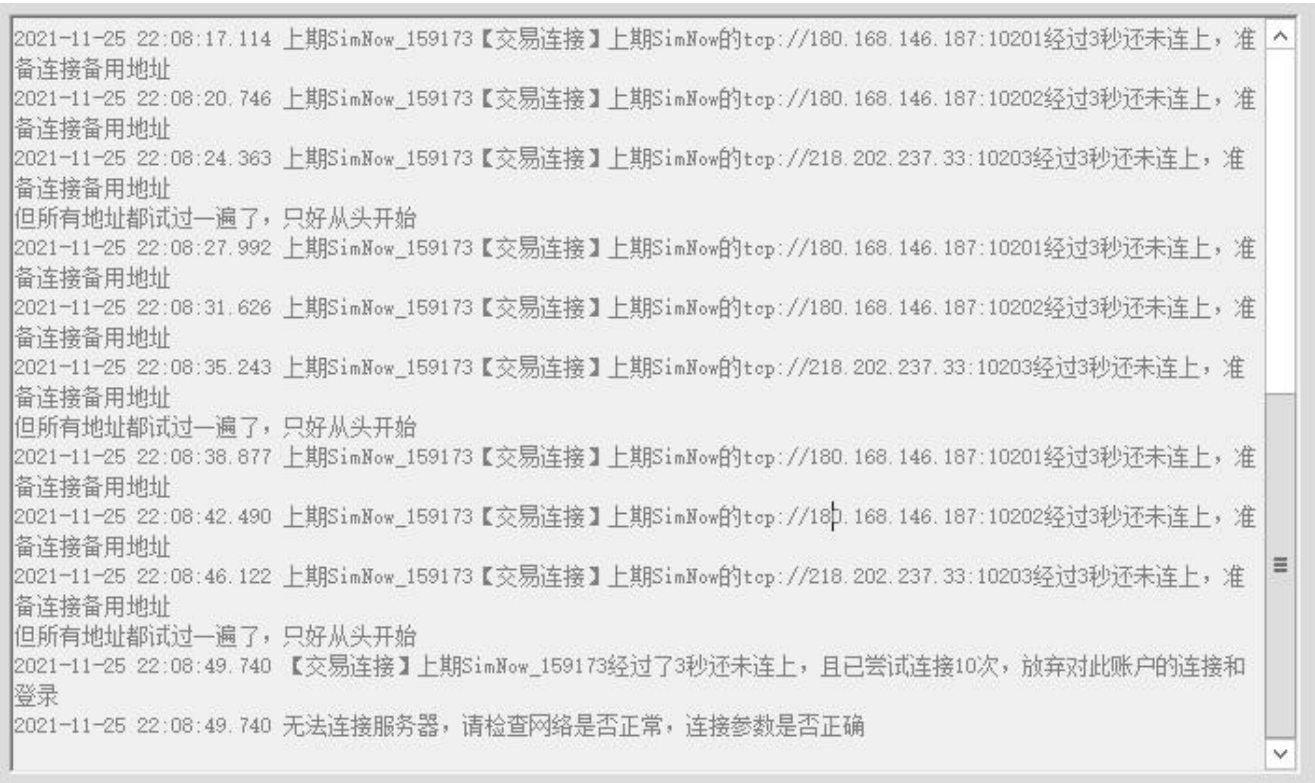 2021-11-25 22:08:17.114 上期SimNow_159173【交易连接】上期SimNow的tcp://180.168.146.187:10201经过3秒还未连上，准
备连接备用地址
2021-11-25 22:08:20.746 上期SimNow_159173【交易连接】上期SimNow的tcp://180.168.146.187:10202经过3秒还未连上，准
备连接备用地址
2021-11-25 22:08:24.363 上期SimNow_159173【交易连接】上期SimNow的tcp://218.202.237.33:10203经过3秒还未连上，准
备连接备用地址
但所有地址都试过一遍了，只好从头开始
2021-11-25 22:08:27.992 上期SimNow_159173【交易连接】上期SimNow的tcp://180.168.146.187:10201经过3秒还未连上，准
备连接备用地址
2021-11-25 22:08:31.626 上期SimNow_159173【交易连接】上期SimNow的tcp://180.168.146.187:10202经过3秒还未连上，准
备连接备用地址
2021-11-25 22:08:35.243 上期SimNow_159173【交易连接】上期SimNow的tcp://218.202.237.33:10203经过3秒还未连上，准
备连接备用地址
但所有地址都试过一遍了，只好从头开始
2021-11-25 22:08:38.877 上期SimNow_159173【交易连接】上期SimNow的tcp://180.168.146.187:10201经过3秒还未连上，准
备连接备用地址
2021-11-25 22:08:42.490 上期SimNow_159173【交易连接】上期SimNow的tcp://180.168.146.187:10202经过3秒还未连上，准
备连接备用地址
2021-11-25 22:08:46.122 上期SimNow_159173【交易连接】上期SimNow的tcp://218.202.237.33:10203经过3秒还未连上，准
备连接备用地址
但所有地址都试过一遍了，只好从头开始
2021-11-25 22:08:49.740 【交易连接】上期SimNow_159173经过了3秒还未连上，且已尝试连接10次，放弃对此账户的连接和
登录
2021-11-25 22:08:49.740 无法连接服务器，请检查网络是否正常，连接参数是否正确